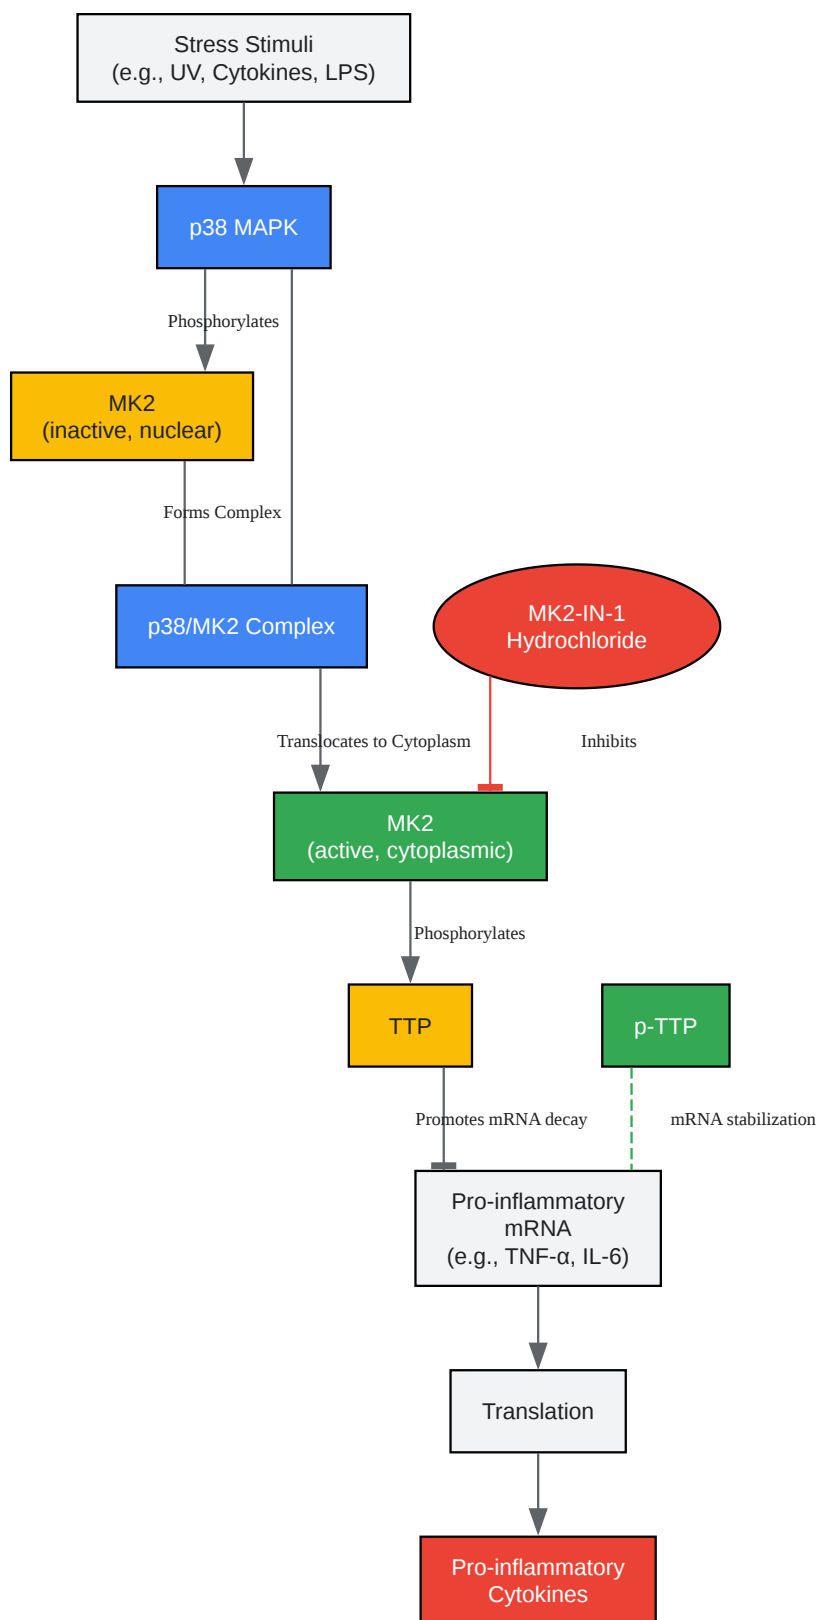 Stress Stimuli
(e.g., UV, Cytokines, LPS)
p38 MAPK
Phosphorylates
MK2
(inactive, nuclear)
Forms Complex
p38/MK2 Complex
MK2-IN-1
Hydrochloride
Translocates to Cytoplasm
Inhibits
MK2
(active, cytoplasmic)
Phosphorylates
TTP
p-TTP
Promotes mRNA decay
mRNA stabilization
Pro-inflammatory
mRNA
(e.g., TNF-α, IL-6)
Translation
Pro-inflammatory
Cytokines